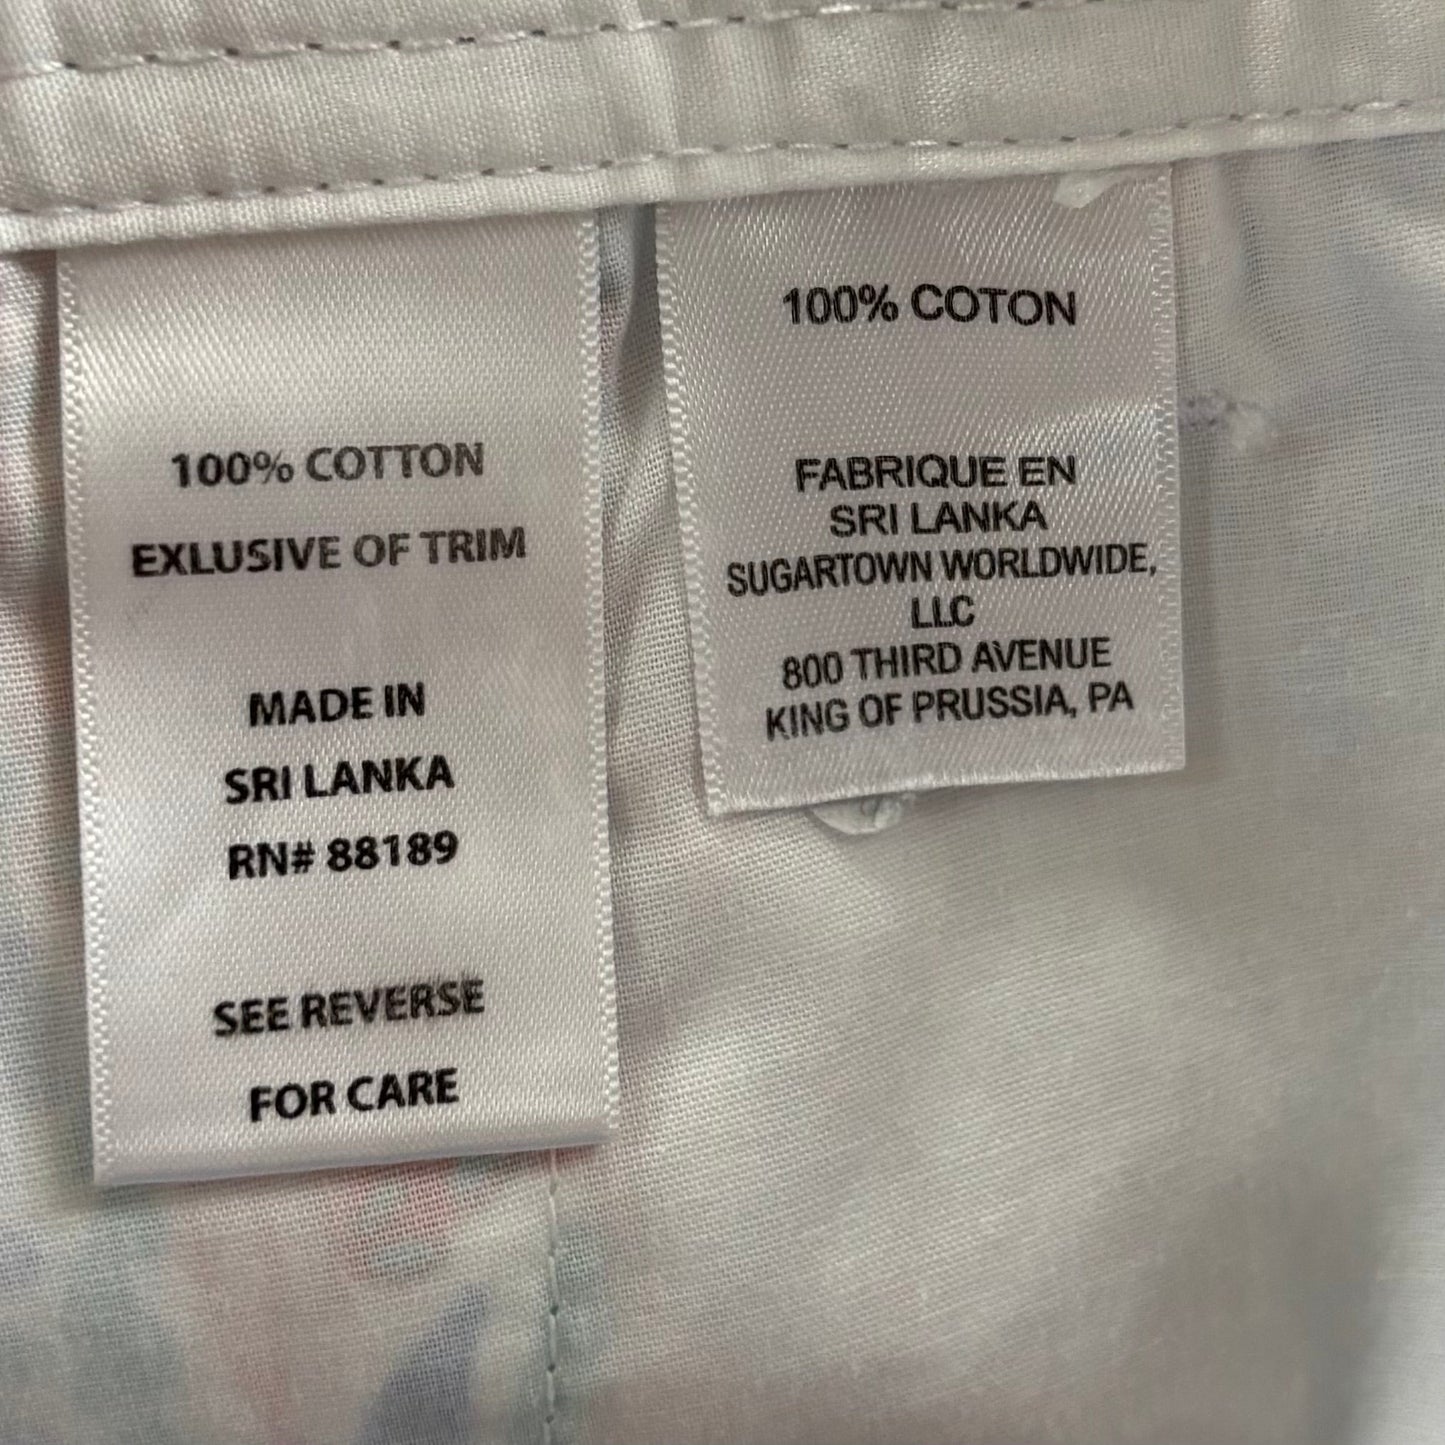 100% COTTON
EXLUSIVE OF TRIM
MADE IN
SRI LANKA
RN# 88189
SEE REVERSE
FOR CARE
100% COTON
FABRIQUE EN
SRI LANKA
SUGARTOWN WORLDWIDE,
LLC
800 THIRD AVENUE
KING OF PRUSSIA, PA